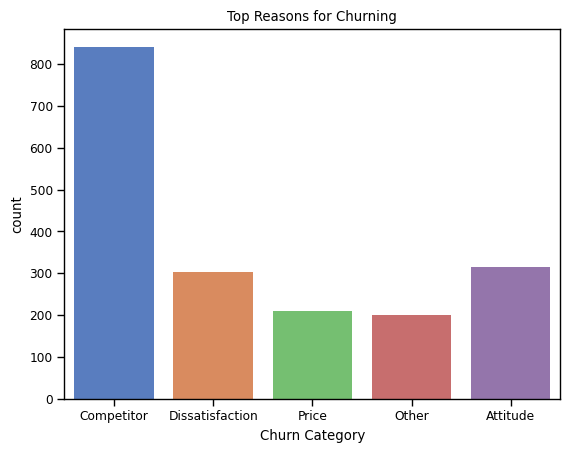 Top Reasons for Churning
count
800
700
600
500
400
300
200
100
0
Competitor Dissatisfaction Price Other Attitude
Churn Category